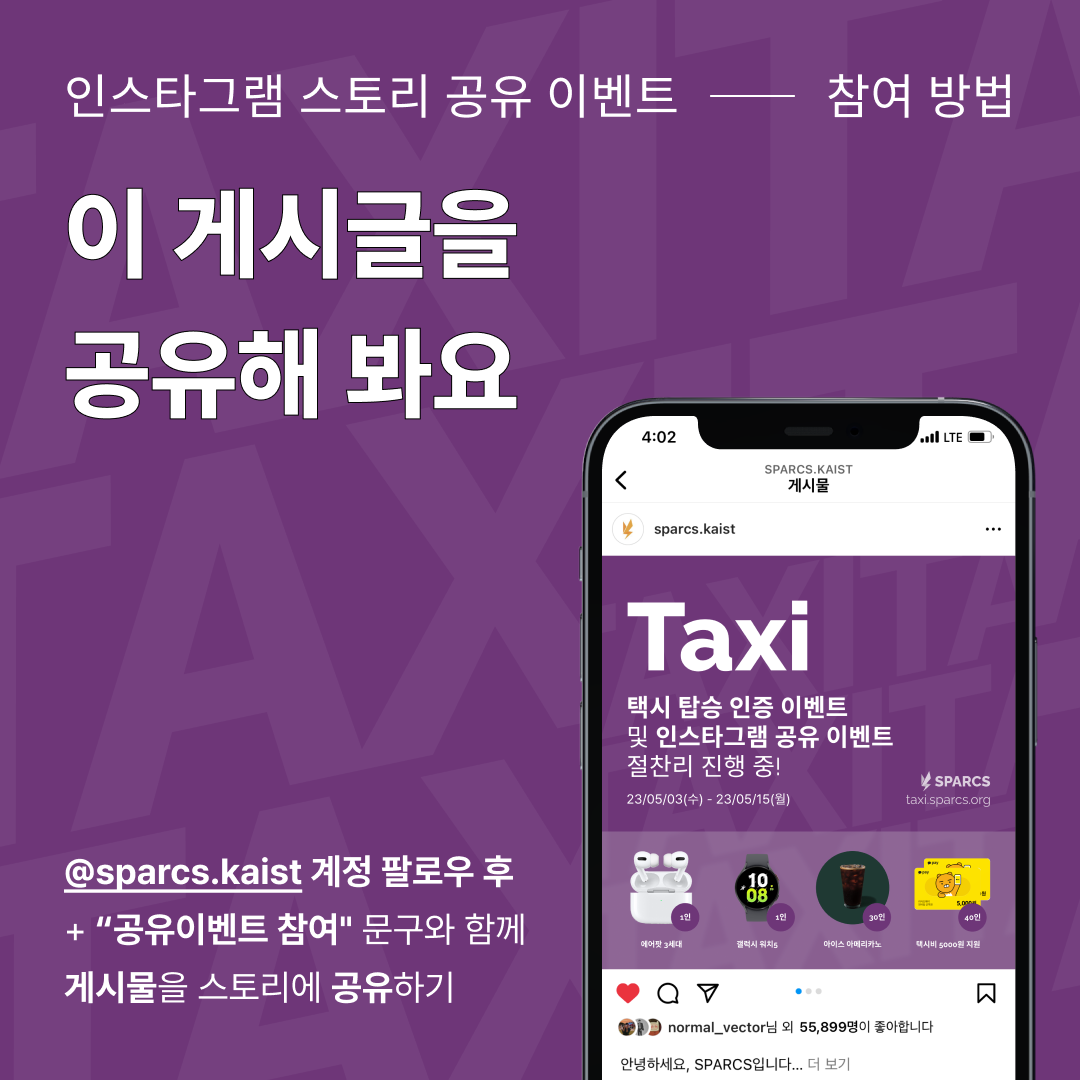 인스타그램 스토리 공유 이벤트 — 참여 방법
이 게시글을
공유해 봐요
4:02
LTE
SPARCS.KAIST
게시물
sparcs.kaist
Taxi
택시 탑승 인증 이벤트
및 인스타그램 공유 이벤트
절찬리 진행 중!
23/05/03(수) - 23/05/15(월)
SPARCS
taxi.sparcs.org
10
08
pay
5,000원
1인
1인
30인
40인
에어팟 3세대
갤럭시 워치5
아이스 아메리카노
택시비 5000원 지원
normal_vector님 외 55,899명이 좋아합니다
안녕하세요, SPARCS입니다... 더 보기
@sparcs.kaist 계정 팔로우 후
+ “공유이벤트 참여" 문구와 함께
게시물을 스토리에 공유하기
TAXITA
TAXITA
TAXITA
TAXITA